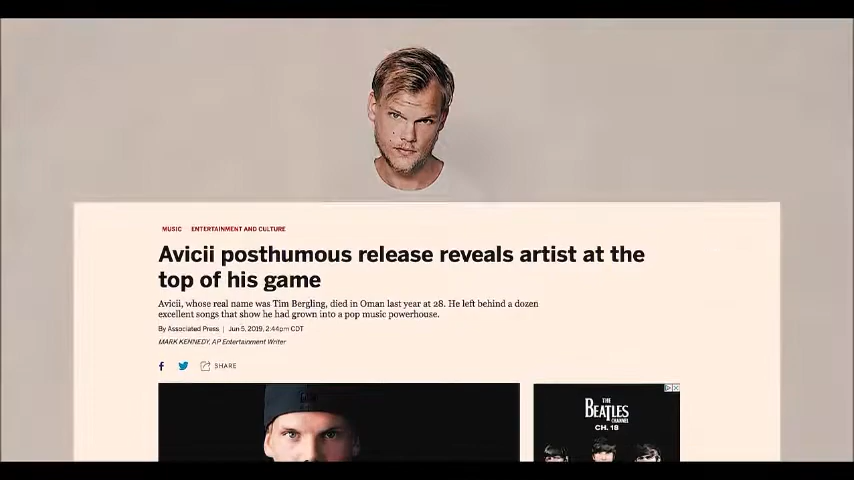 MUSIC ENTERTAINMENT AND CULTURE
Avicii posthumous release reveals artist at the
top of his game
Avicii, whose real name was Tim Bergling, died in Oman last year at 28. He left behind a dozen
excellent songs that show he had grown into a pop music powerhouse.
By Associated Press | Jun 5, 2019, 2:44pm CDT
MARK KENNEDY, AP Entertainment Writer
SHARE
THE
BEATLES
CHANNEL
CH. 18